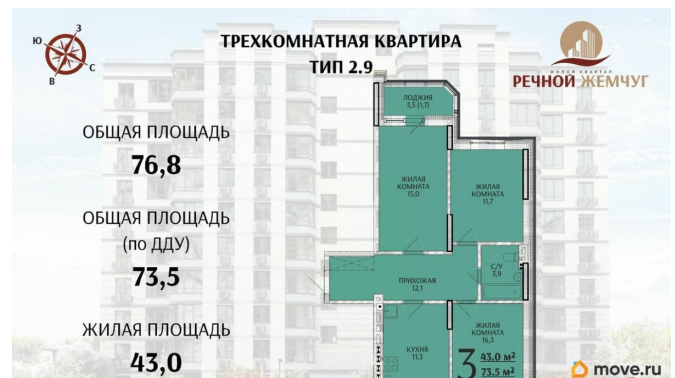 З
Ю
С
В
ТРЕХКОМНАТНАЯ КВАРТИРА
ТИП 2.9
ЖИЛОЙ КВАРТАЛ
РЕЧНОЙ ЖЕМЧУГ
ОБЩАЯ ПЛОЩАДЬ
76,8
ОБЩАЯ ПЛОЩАДЬ
(по ДДУ)
73,5
ЖИЛАЯ ПЛОЩАДЬ
43,0
ЛОДЖИЯ
3,3 (1,7)
ЖИЛАЯ
КОМНАТА
15,0
ЖИЛАЯ
КОМНАТА
11,7
С/У
3,9
ПРИХОЖАЯ
12,1
КУХНЯ
11,3
ЖИЛАЯ
КОМНАТА
16,3
3
43,0 м²
73,5 м²
move.ru